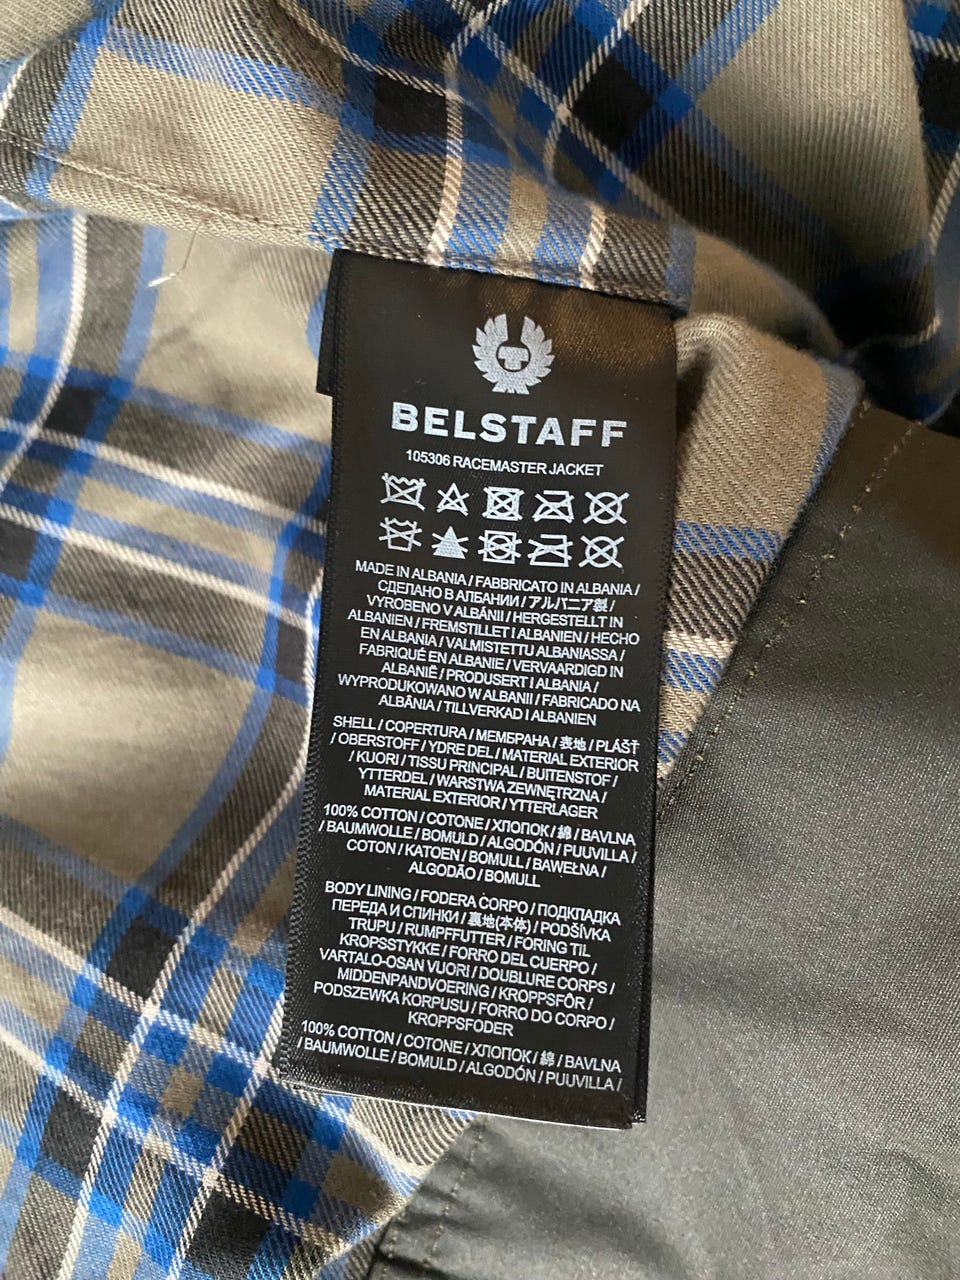 BELSTAFF
105306 RACEMASTER JACKET
MADE IN ALBANIA / FABBRICATO IN ALBANIA /
СДЕЛАНО В АЛБАНИИ / アルバニア製 /
VYROBENO V ALBÁNII / HERGESTELLT IN
ALBANIEN / FREMSTILLET I ALBANIEN / HECHO
EN ALBANIA / VALMISTETTU ALBANIASSA /
FABRIQUÉ EN ALBANIE / VERVAARDIGD IN
ALBANIË / PRODUSERT I ALBANIA /
WYPRODUKOWANO W ALBANII / FABRICADO NA
ALBÂNIA / TILLVERKAD I ALBANIEN
SHELL / COPERTURA / МЕМБРАНА / 表地 / PLÁŠŤ
/ OBERSTOFF / YDRE DEL / MATERIAL EXTERIOR
/ KUORI / TISSU PRINCIPAL / BUITENSTOF /
YTTERDEL / WARSTWA ZEWNĘTRZNA /
MATERIAL EXTERIOR / YTTERLAGER
100% COTTON / COTONE / ХЛОПОК / 綿 / BAVLNA
/ BAUMWOLLE / BOMULD / ALGODÓN / PUUVILLA /
COTON / KATOEN / BOMULL / BAWEŁNA /
ALGODÃO / BOMULL
BODY LINING / FODERA CORPO / ПОДКЛАДКА
ПЕРЕДА И СПИНКИ / 裏地(本体) / PODŠÍVKA
TRUPU / RUMPFFUTTER / FORING TIL
KROPSSTYKKE / FORRO DEL CUERPO /
VARTALO-OSAN VUORI / DOUBLURE CORPS /
MIDDENPANDVOERING / KROPPSFÔR /
PODSZEWKA KORPUSU / FORRO DO CORPO /
KROPPSFODER
100% COTTON / COTONE / ХЛОПОК / 綿 / BAVLNA
/ BAUMWOLLE / BOMULD / ALGODÓN / PUUVILLA /